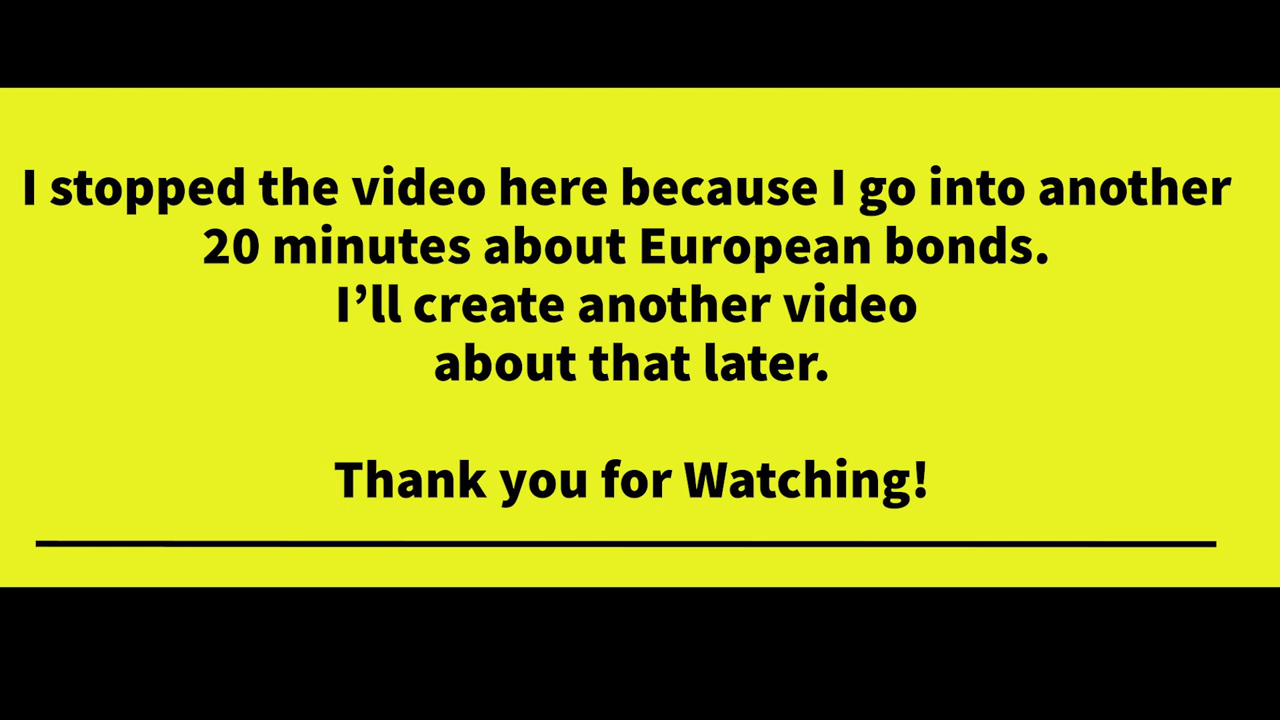 I stopped the video here because I go into another
20 minutes about European bonds.
I’ll create another video
about that later.
Thank you for Watching!